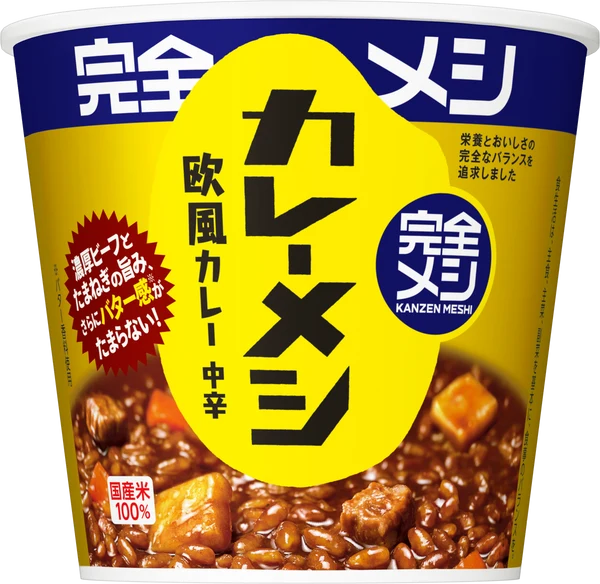 完全メシ
カレーメシ
欧風カレー 中辛
栄養とおいしさの
完全なバランスを
追求しました
完全
メシ
KANZEN MESHI
濃厚ビーフと
たまねぎの旨み、
さらにバター感※が
たまらない!
国産米
100%